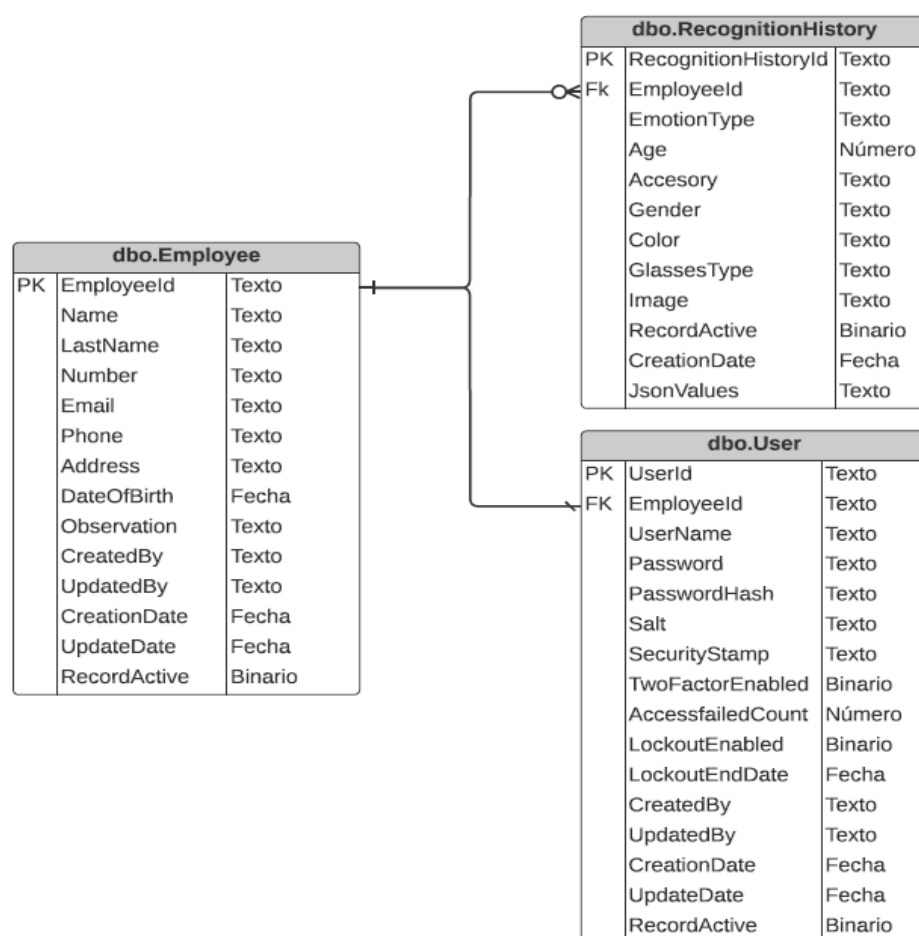 dbo.RecognitionHistory
PK RecognitionHistoryId Texto
Fk EmployeeId Texto
EmotionType Texto
Age Número
Accesory Texto
Gender Texto
Color Texto
GlassesType Texto
Image Texto
RecordActive Binario
CreationDate Fecha
JsonValues Texto
dbo.Employee
PK EmployeeId Texto
Name Texto
LastName Texto
Number Texto
Email Texto
Phone Texto
Address Texto
DateOfBirth Fecha
Observation Texto
CreatedBy Texto
UpdatedBy Texto
CreationDate Fecha
UpdateDate Fecha
RecordActive Binario
dbo.User
PK UserId Texto
FK EmployeeId Texto
UserName Texto
Password Texto
PasswordHash Texto
Salt Texto
SecurityStamp Texto
TwoFactorEnabled Binario
AccessfailedCount Número
LockoutEnabled Binario
LockoutEndDate Fecha
CreatedBy Texto
UpdatedBy Texto
CreationDate Fecha
UpdateDate Fecha
RecordActive Binario